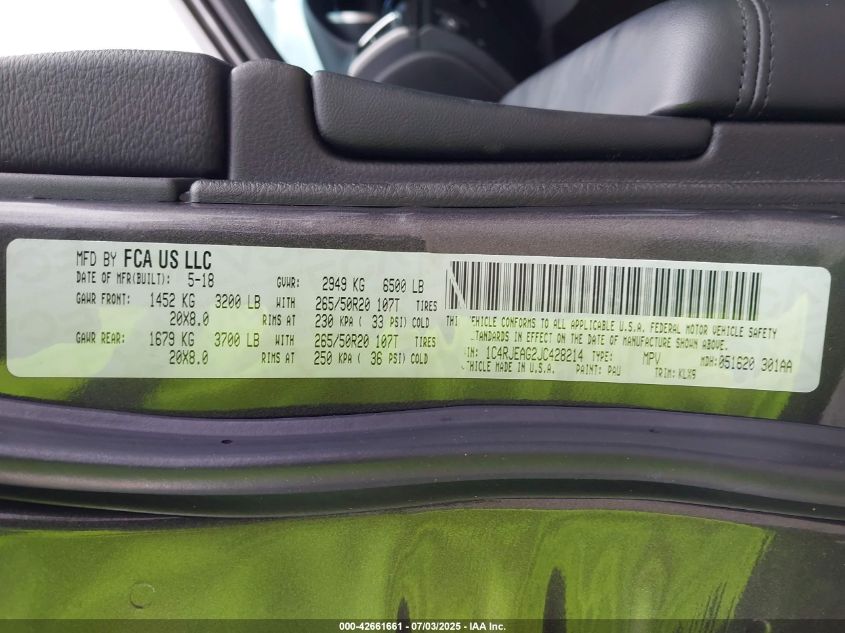 MFD BY FCA US LLC
DATE OF MFR(BUILT): 5-18 GVWR: 2949 KG 6500 LB
GAWR FRONT: 1452 KG 3200 LB WITH 265/50R20 107T TIRES
20X8.0 RIMS AT 230 KPA ( 33 PSI) COLD
GAWR REAR: 1679 KG 3700 LB WITH 265/50R20 107T TIRES
20X8.0 RIMS AT 250 KPA ( 36 PSI) COLD
THIS VEHICLE CONFORMS TO ALL APPLICABLE U.S.A. FEDERAL MOTOR VEHICLE SAFETY
STANDARDS IN EFFECT ON THE DATE OF MANUFACTURE SHOWN ABOVE.
IN: 1C4RJEAG2JC428214 TYPE: MPV MDH: 051620 301AA
VEHICLE MADE IN U.S.A. PAINT: PAU TRIM: KLX9
000-42661661 - 07/03/2025 - IAA Inc.